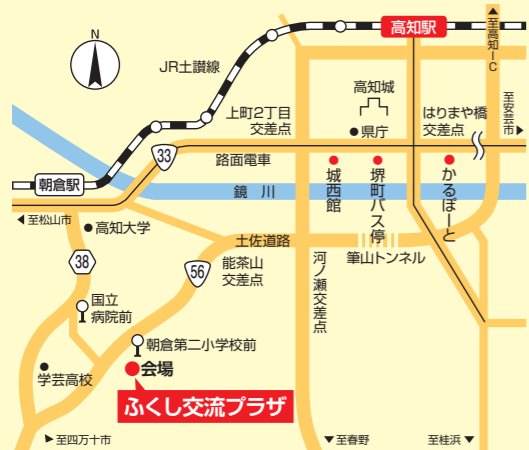 N
高知駅
至高知IC
JR土讃線
高知城
至安芸市
上町2丁目
交差点
県庁
はりまや橋
交差点
33
路面電車
朝倉駅
鏡川
城西館
堺町バス停
かるぽーと
至松山市
高知大学
土佐道路
38
56
能茶山
交差点
河ノ瀬交差点
筆山トンネル
国立
病院前
朝倉第二小学校前
会場
学芸高校
ふくし交流プラザ
至四万十市
至春野
至桂浜